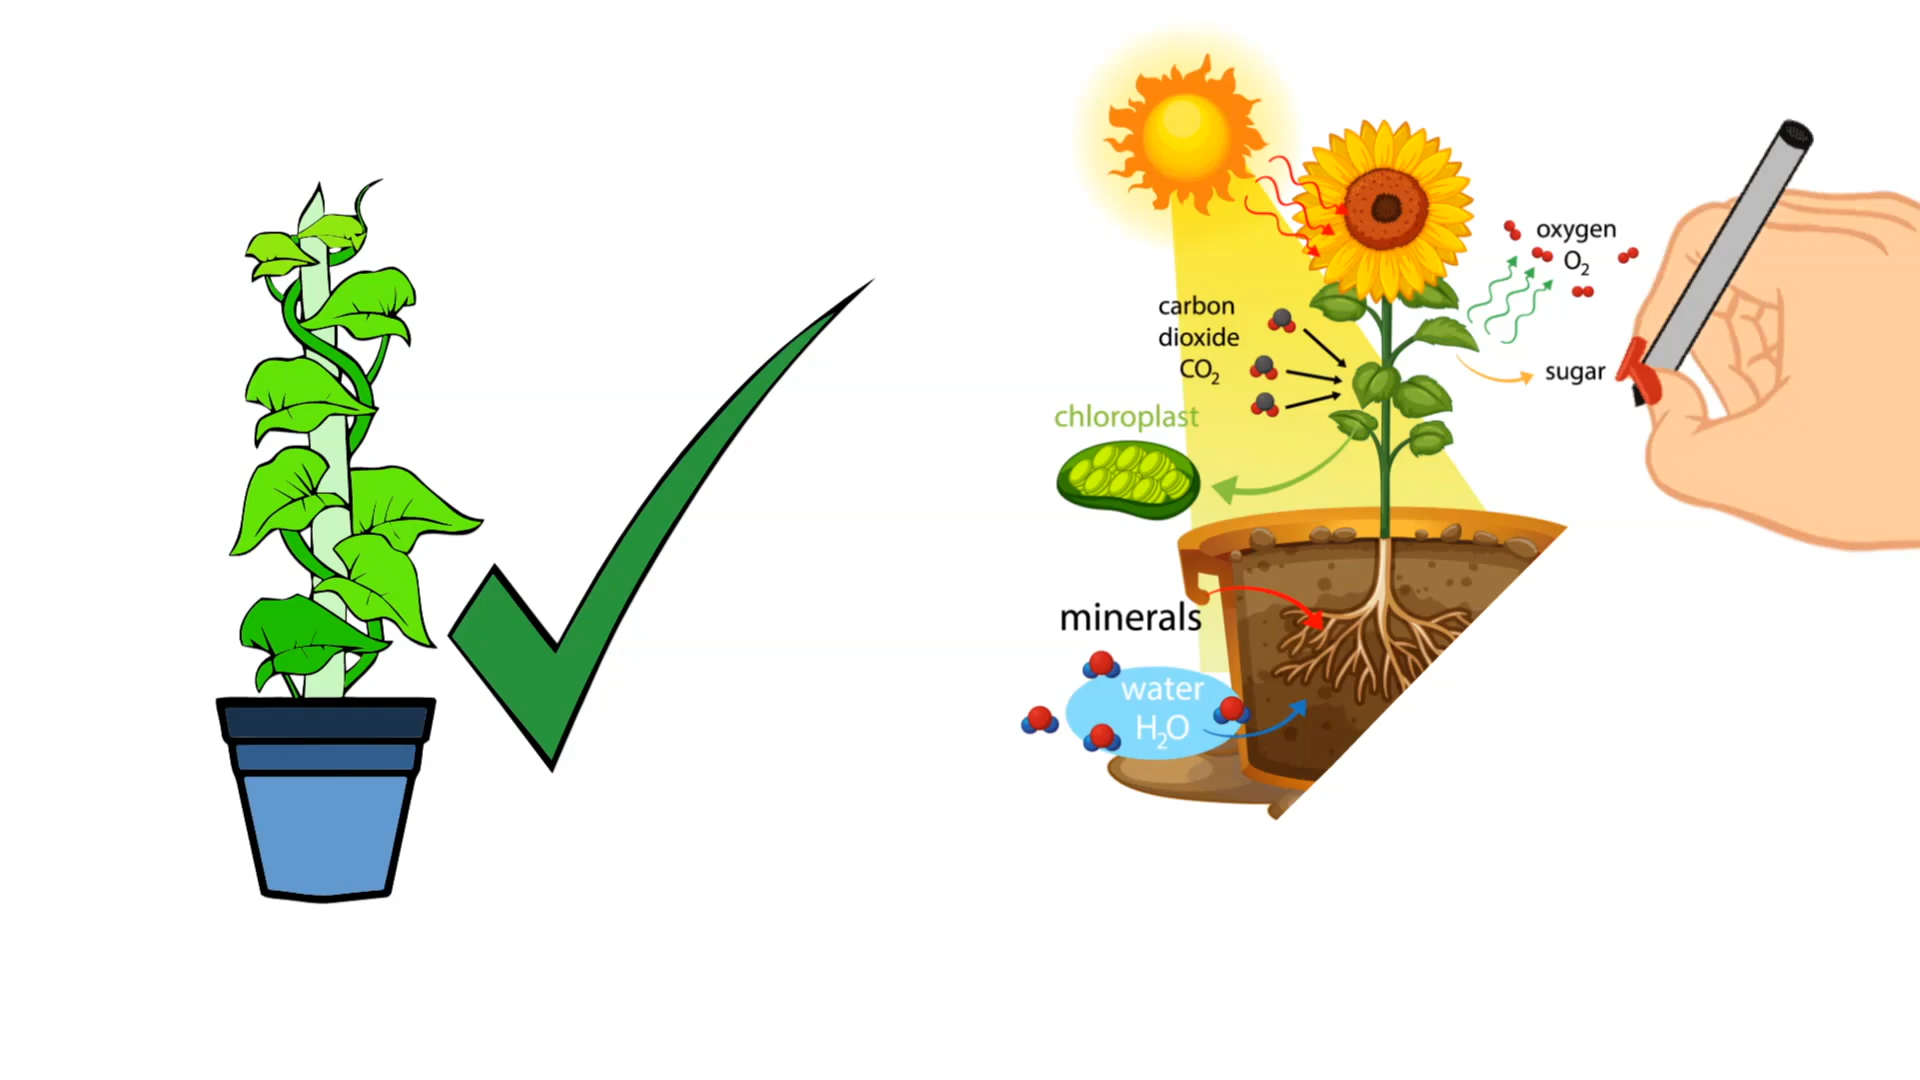 oxygen
O₂
carbon
dioxide
CO₂
sugar
chloroplast
minerals
water
H₂O